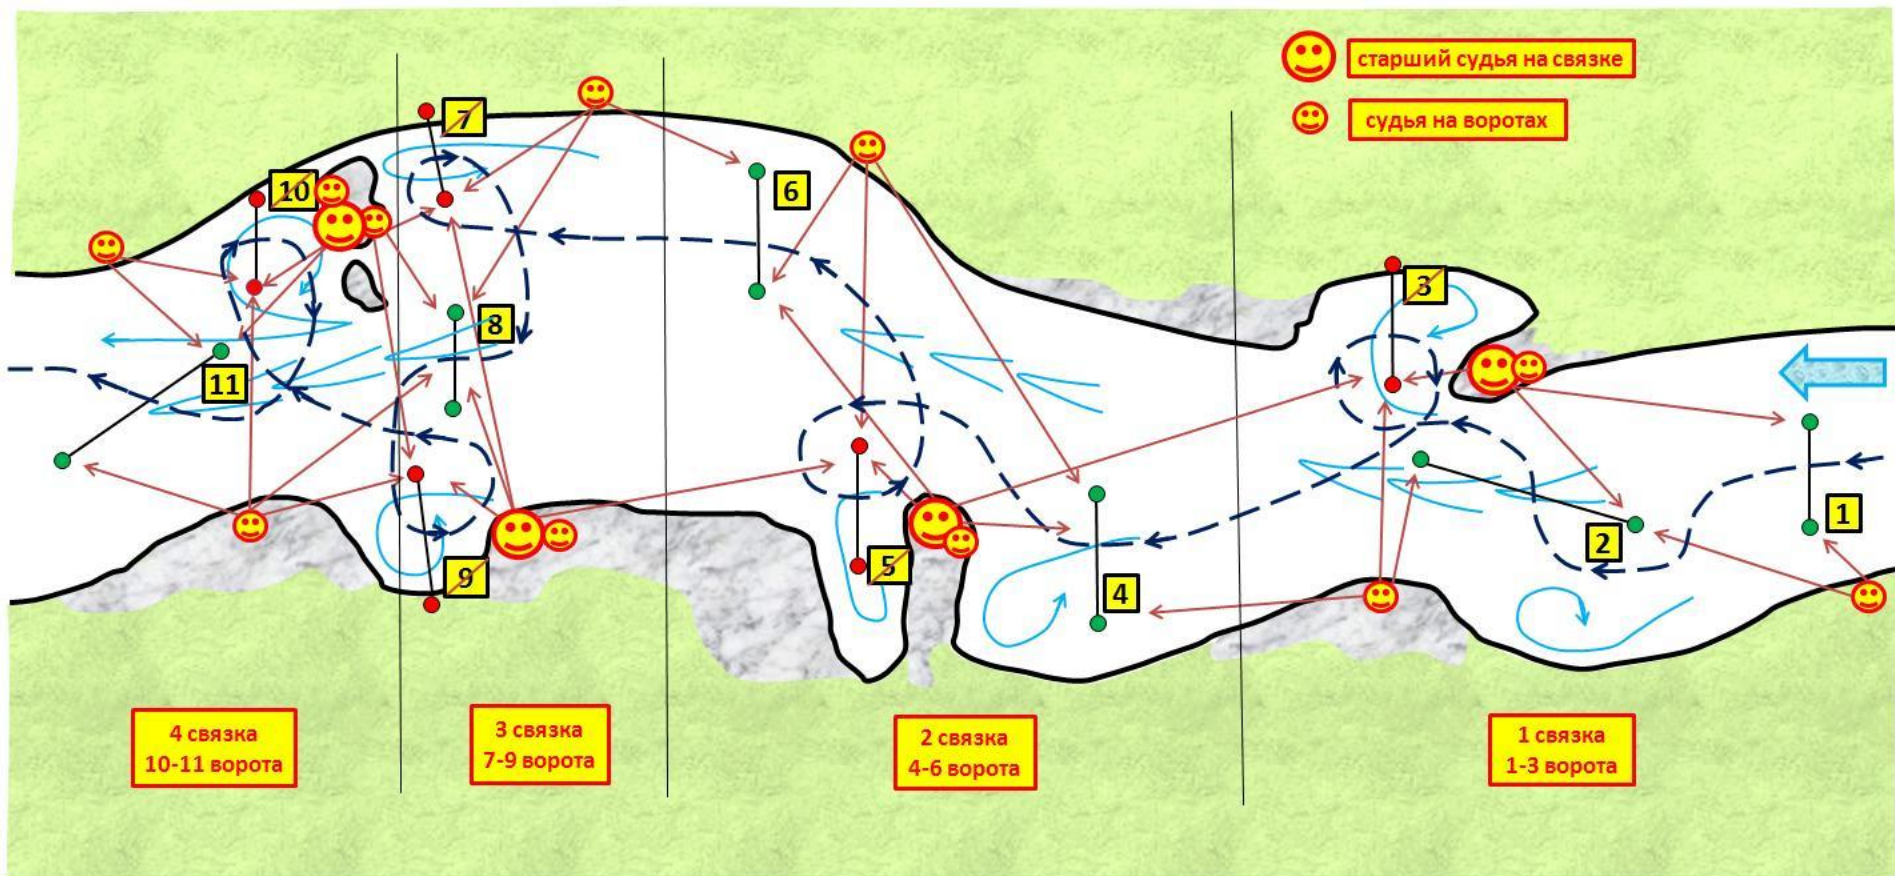 старший судья на связке
судья на воротах
7
10
6
3
8
11
1
2
9
5
4
4 связка
10-11 ворота
3 связка
7-9 ворота
2 связка
4-6 ворота
1 связка
1-3 ворота